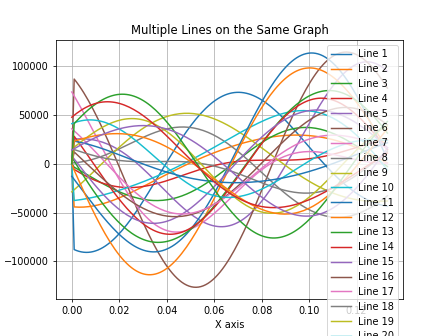 Multiple Lines on the Same Graph
100000
50000
0
−50000
−100000
0.00
0.02
0.04
0.06
0.08
0.10
X axis
Line 1
Line 2
Line 3
Line 4
Line 5
Line 6
Line 7
Line 8
Line 9
Line 10
Line 11
Line 12
Line 13
Line 14
Line 15
Line 16
Line 17
Line 18
Line 19
Line 20